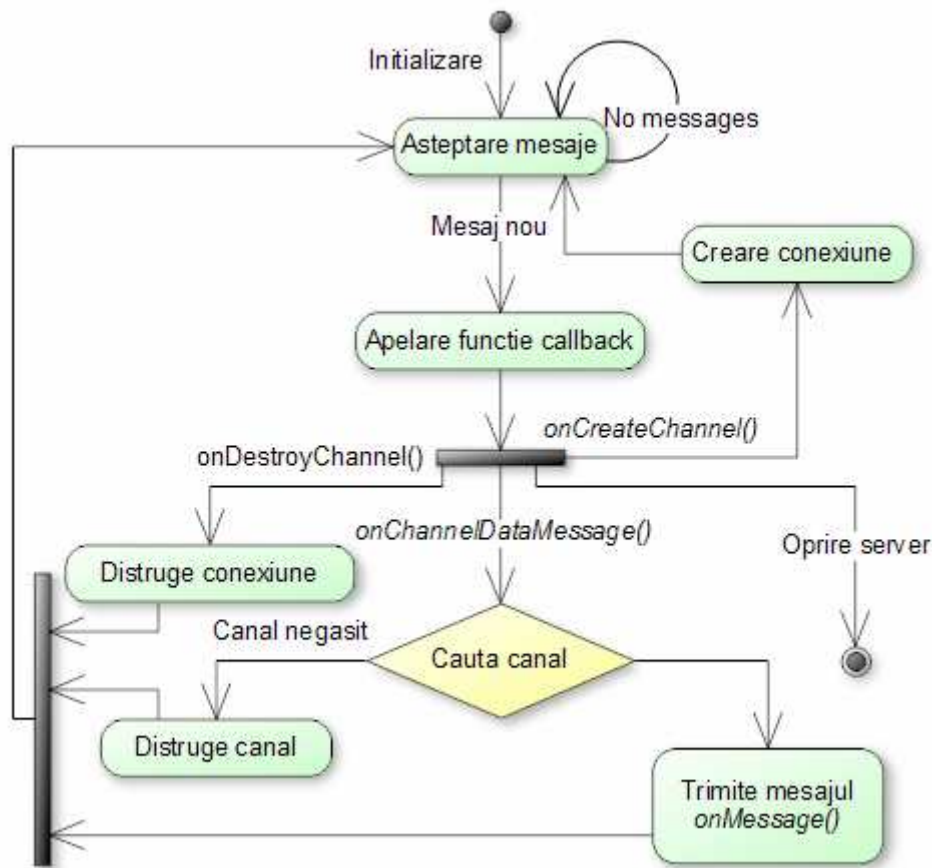 Initializare
No messages
Asteptare mesaje
Mesaj nou
Creare conexiune
Apelare functie callback
onCreateChannel()
onDestroyChannel()
onChannelDataMessage()
Oprire server
Distruge conexiune
Canal negasit
Cauta canal
Distruge canal
Trimite mesajul
onMessage()